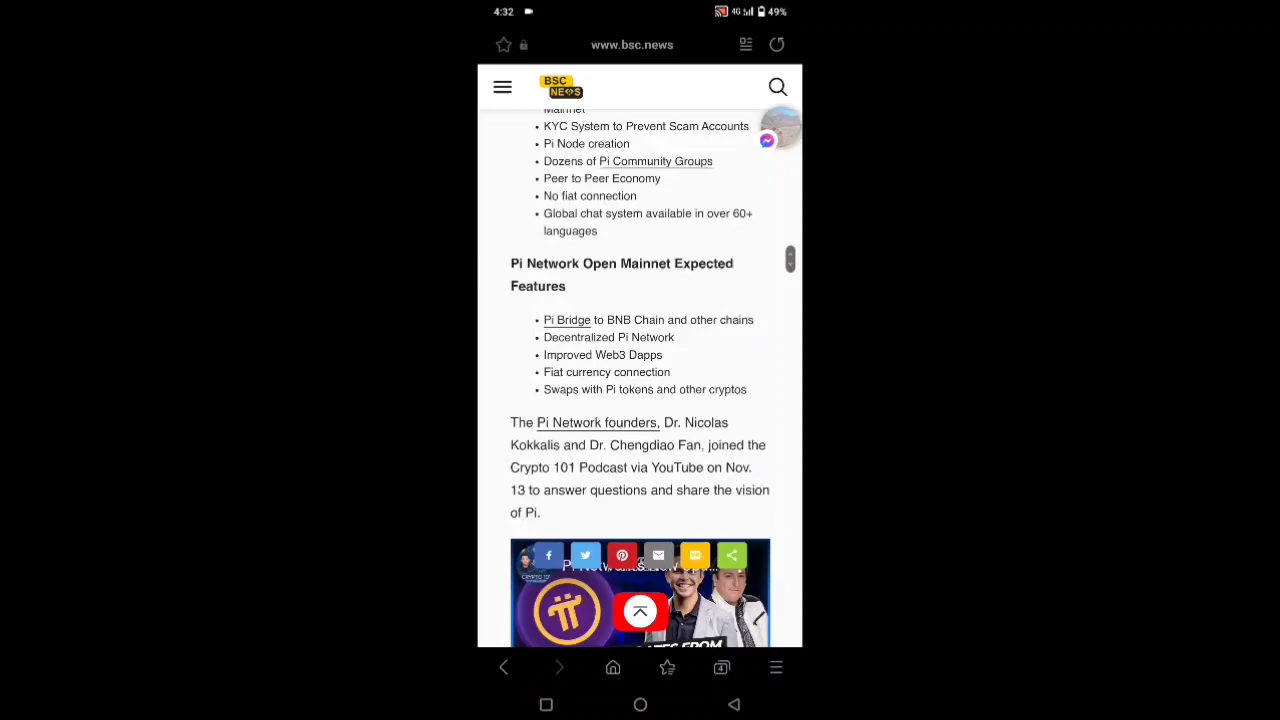 4:32
4G
49%
www.bsc.news
BSC
NEWS
Mainnet
• KYC System to Prevent Scam Accounts
• Pi Node creation
• Dozens of Pi Community Groups
• Peer to Peer Economy
• No fiat connection
• Global chat system available in over 60+
languages
Pi Network Open Mainnet Expected
Features
• Pi Bridge to BNB Chain and other chains
• Decentralized Pi Network
• Improved Web3 Dapps
• Fiat currency connection
• Swaps with Pi tokens and other cryptos
The Pi Network founders, Dr. Nicolas
Kokkalis and Dr. Chengdiao Fan, joined the
Crypto 101 Podcast via YouTube on Nov.
13 to answer questions and share the vision
of Pi.
CRYPTO 101
4